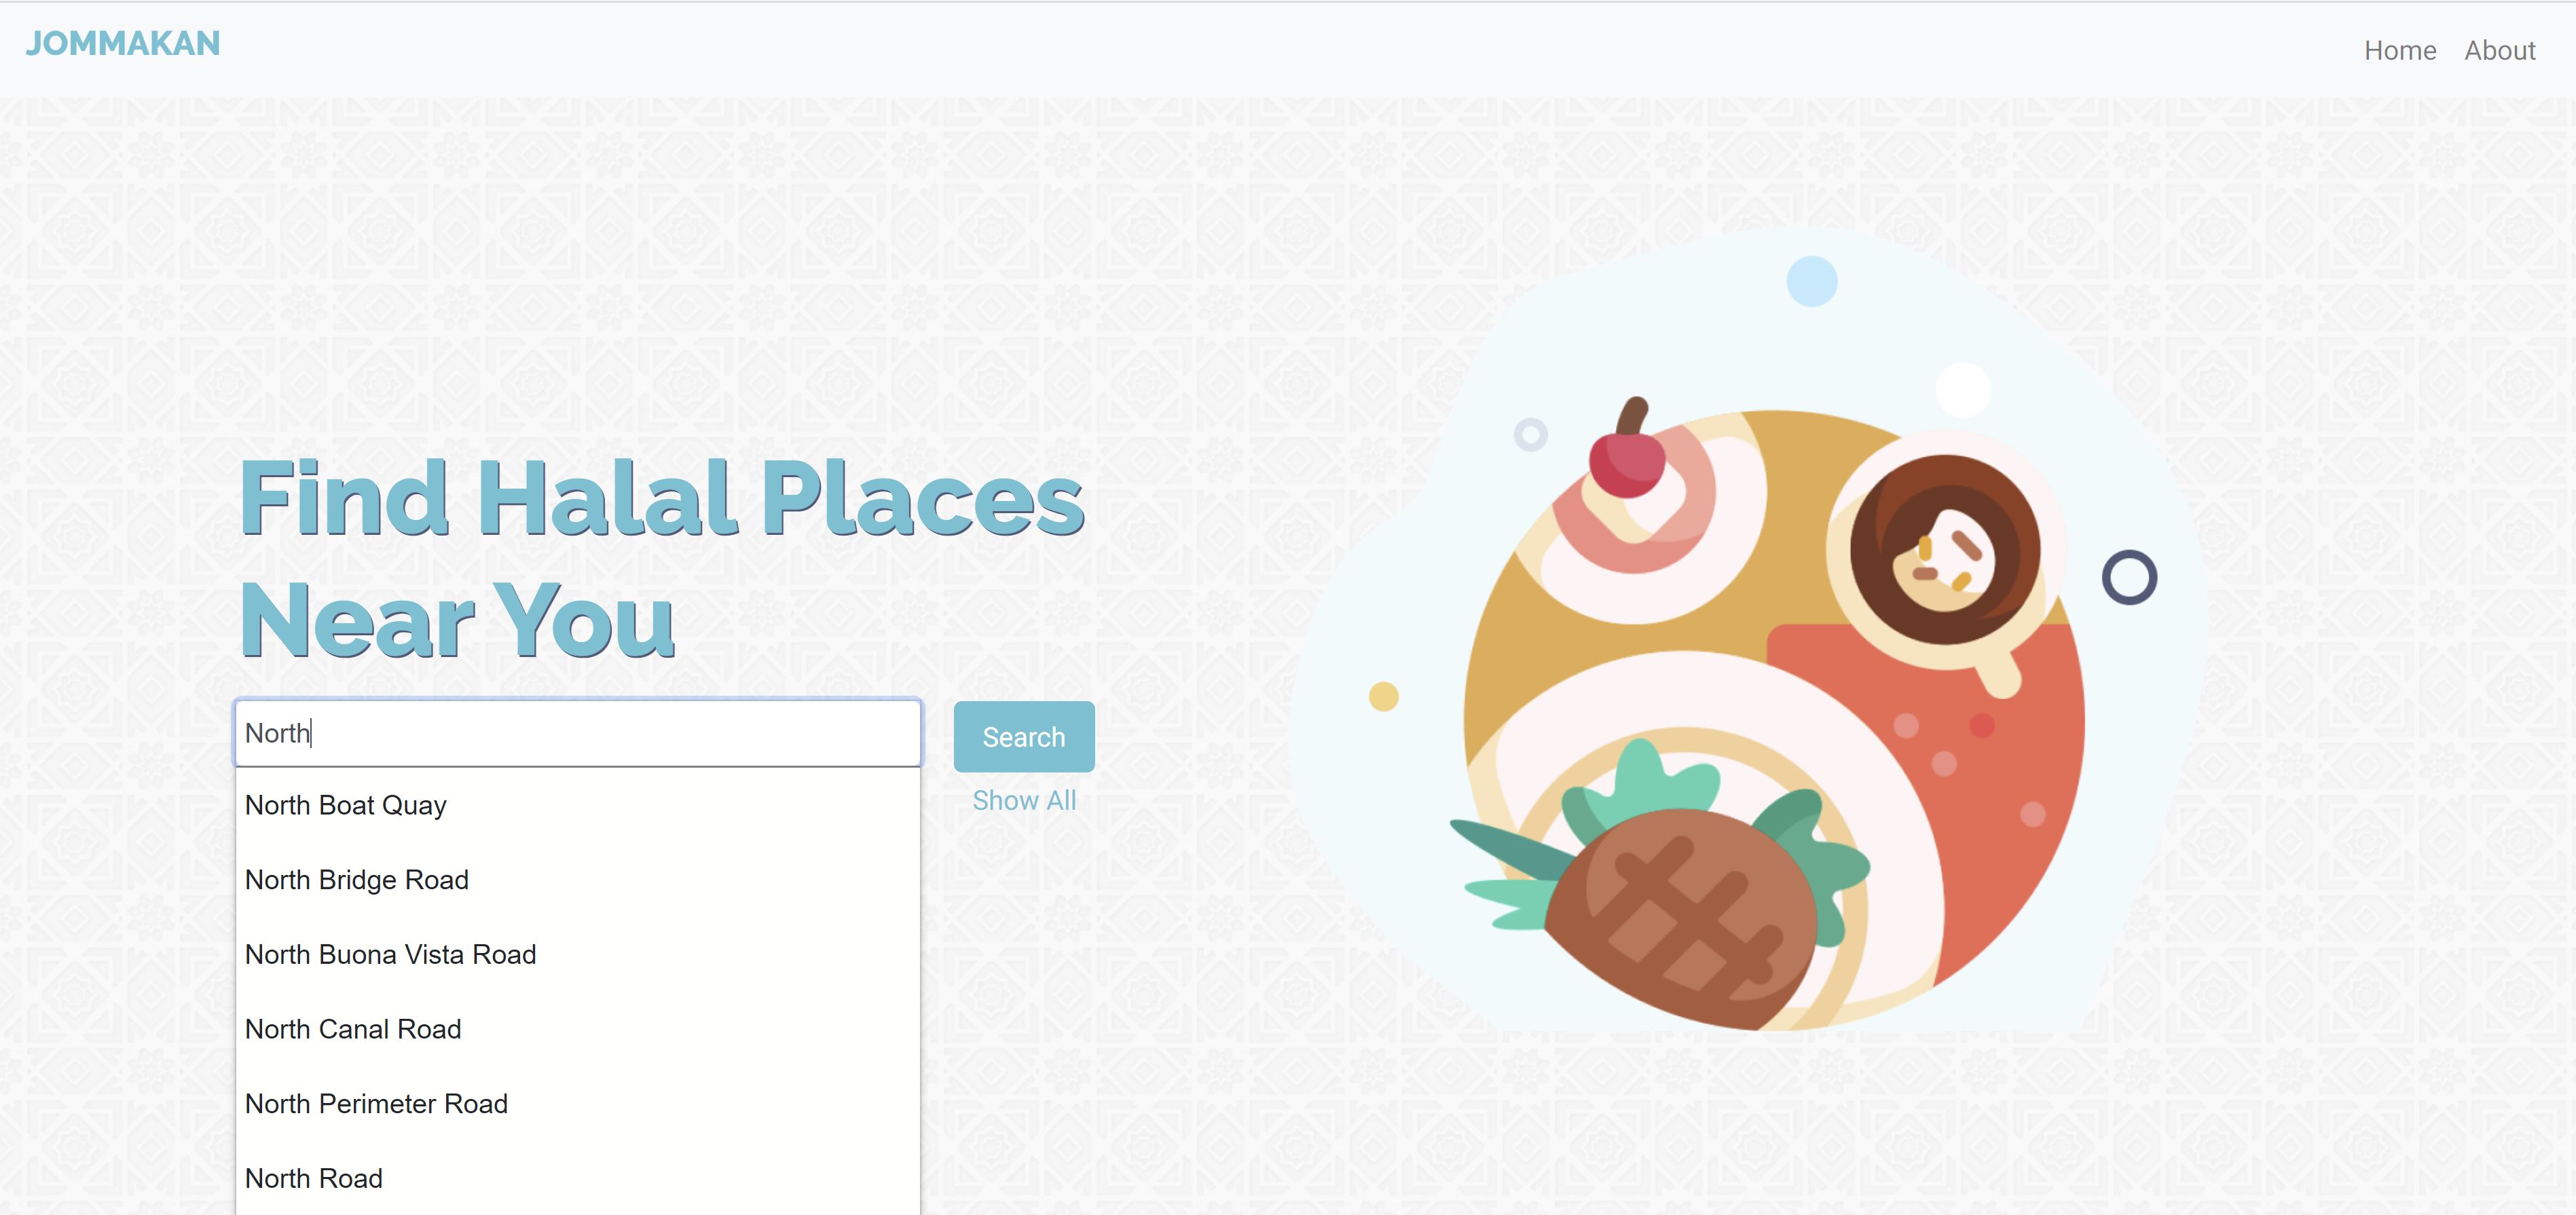 JOMMAKAN
Home About
Find Halal Places
Near You
North
Search
Show All
North Boat Quay
North Bridge Road
North Buona Vista Road
North Canal Road
North Perimeter Road
North Road